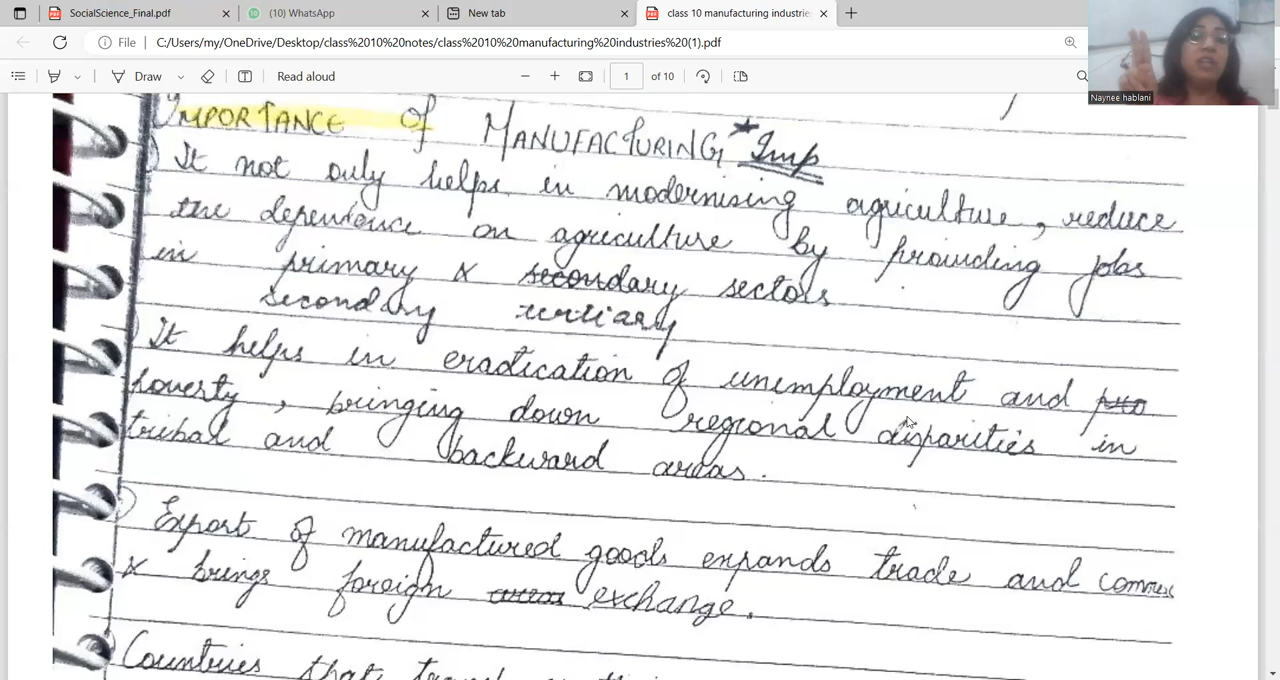 SocialScience_Final.pdf
(10) WhatsApp
New tab
class 10 manufacturing industrie
File
C:/Users/my/OneDrive/Desktop/class%2010%20notes/class%2010%20manufacturing%20industries%20(1).pdf
Draw
Read aloud
1 of 10
Naynee hablani
IMPORTANCE of MANUFACTURING *Imp
It not only helps in modernising agriculture, reduce
the dependence on agriculture by providing jobs
in primary & secondary sectors
secondary tertiary
It helps in eradication of unemployment and
poverty, bringing down regional disparities in
tribal and backward areas.
Export of manufactured goods expands trade and
& brings foreign exchange.
Countries that